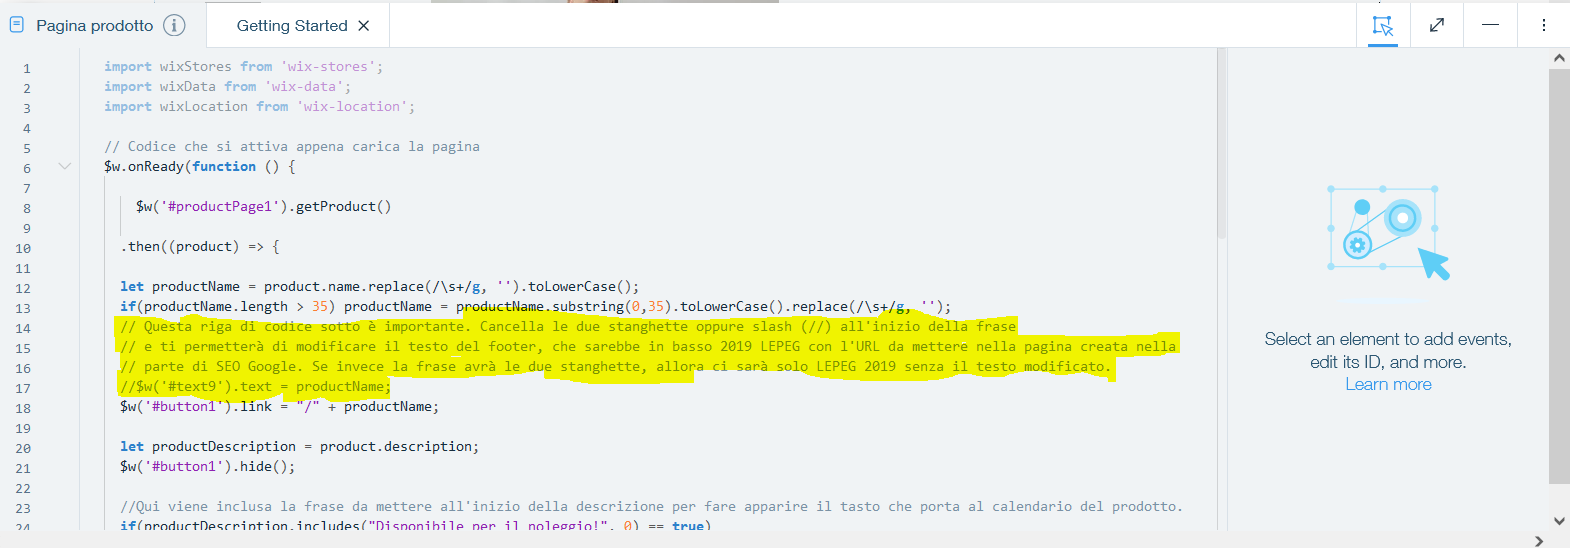 Pagina prodotto
Getting Started
1 import wixStores from 'wix-stores';
2 import wixData from 'wix-data';
3 import wixLocation from 'wix-location';
4
5 // Codice che si attiva appena carica la pagina
6 $w.onReady(function () {
7
8 $w('#productPage1').getProduct()
9
10 .then((product) => {
11
12 let productName = product.name.replace(/\s+/g, '').toLowerCase();
13 if(productName.length > 35) productName = productName.substring(0,35).toLowerCase().replace(/\s+/g, '');
14 // Questa riga di codice sotto è importante. Cancella le due stanghette oppure slash (//) all'inizio della frase
15 // e ti permetterà di modificare il testo del footer, che sarebbe in basso 2019 LEPEG con l'URL da mettere nella pagina creata nella
16 // parte di SEO Google. Se invece la frase avrà le due stanghette, allora ci sarà solo LEPEG 2019 senza il testo modificato.
17 //$w('#text9').text = productName;
18 $w('#button1').link = "/" + productName;
19
20 let productDescription = product.description;
21 $w('#button1').hide();
22
23 //Qui viene inclusa la frase da mettere all'inizio della descrizione per fare apparire il tasto che porta al calendario del prodotto.
24 if(productDescription.includes("Disponibile per il noleggio!", 0) == true)
Select an element to add events,
edit its ID, and more.
Learn more